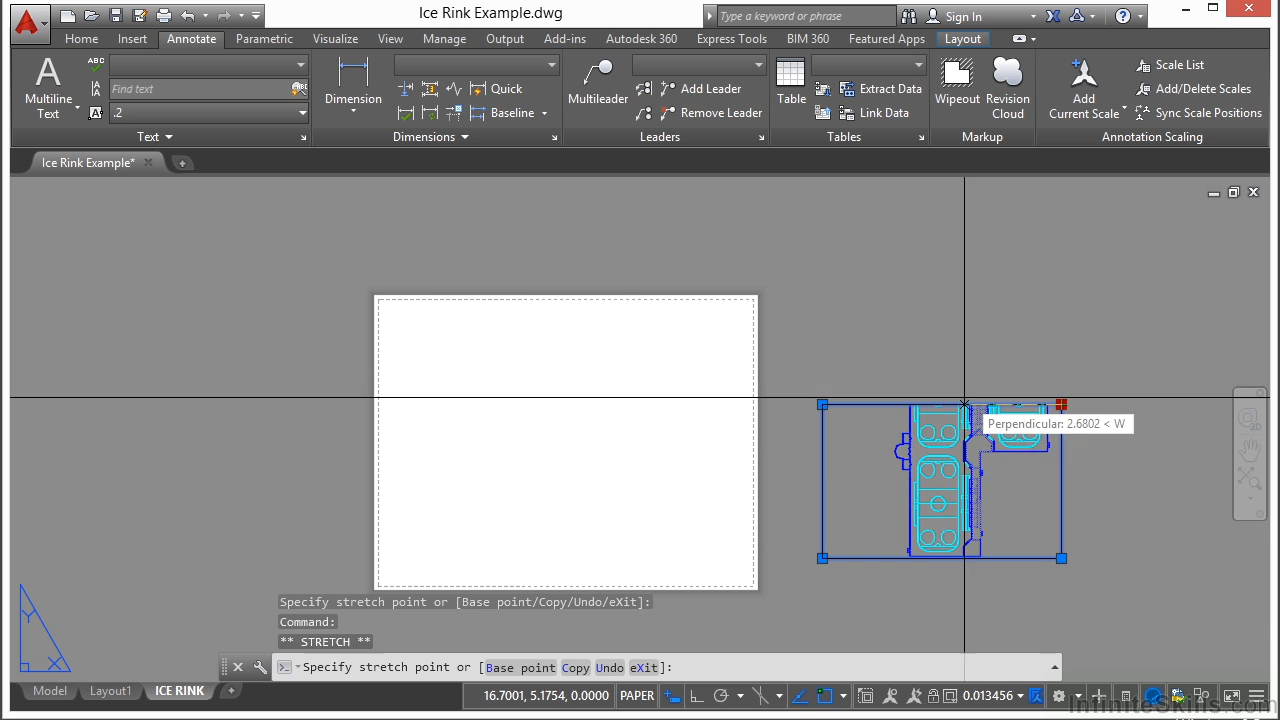 Ice Rink Example.dwg
Type a keyword or phrase
Sign In
Home Insert Annotate Parametric Visualize View Manage Output Add-ins Autodesk 360 Express Tools BIM 360 Featured Apps Layout
Multiline
Text
ABC
Find text
.2
Text
Dimension
Quick
Baseline
Dimensions
Multileader
Add Leader
Remove Leader
Leaders
Table
Extract Data
Link Data
Tables
Wipeout
Revision
Cloud
Markup
Add
Current Scale
Scale List
Add/Delete Scales
Sync Scale Positions
Annotation Scaling
Ice Rink Example*
Perpendicular: 2.6802 < W
Specify stretch point or [Base point/Copy/Undo/eXit]:
Command:
** STRETCH **
Specify stretch point or [Base point Copy Undo eXit]:
Y
X
Model Layout1 ICE RINK
16.7001, 5.1754, 0.0000 PAPER
0.013456
InfiniteSkills.com